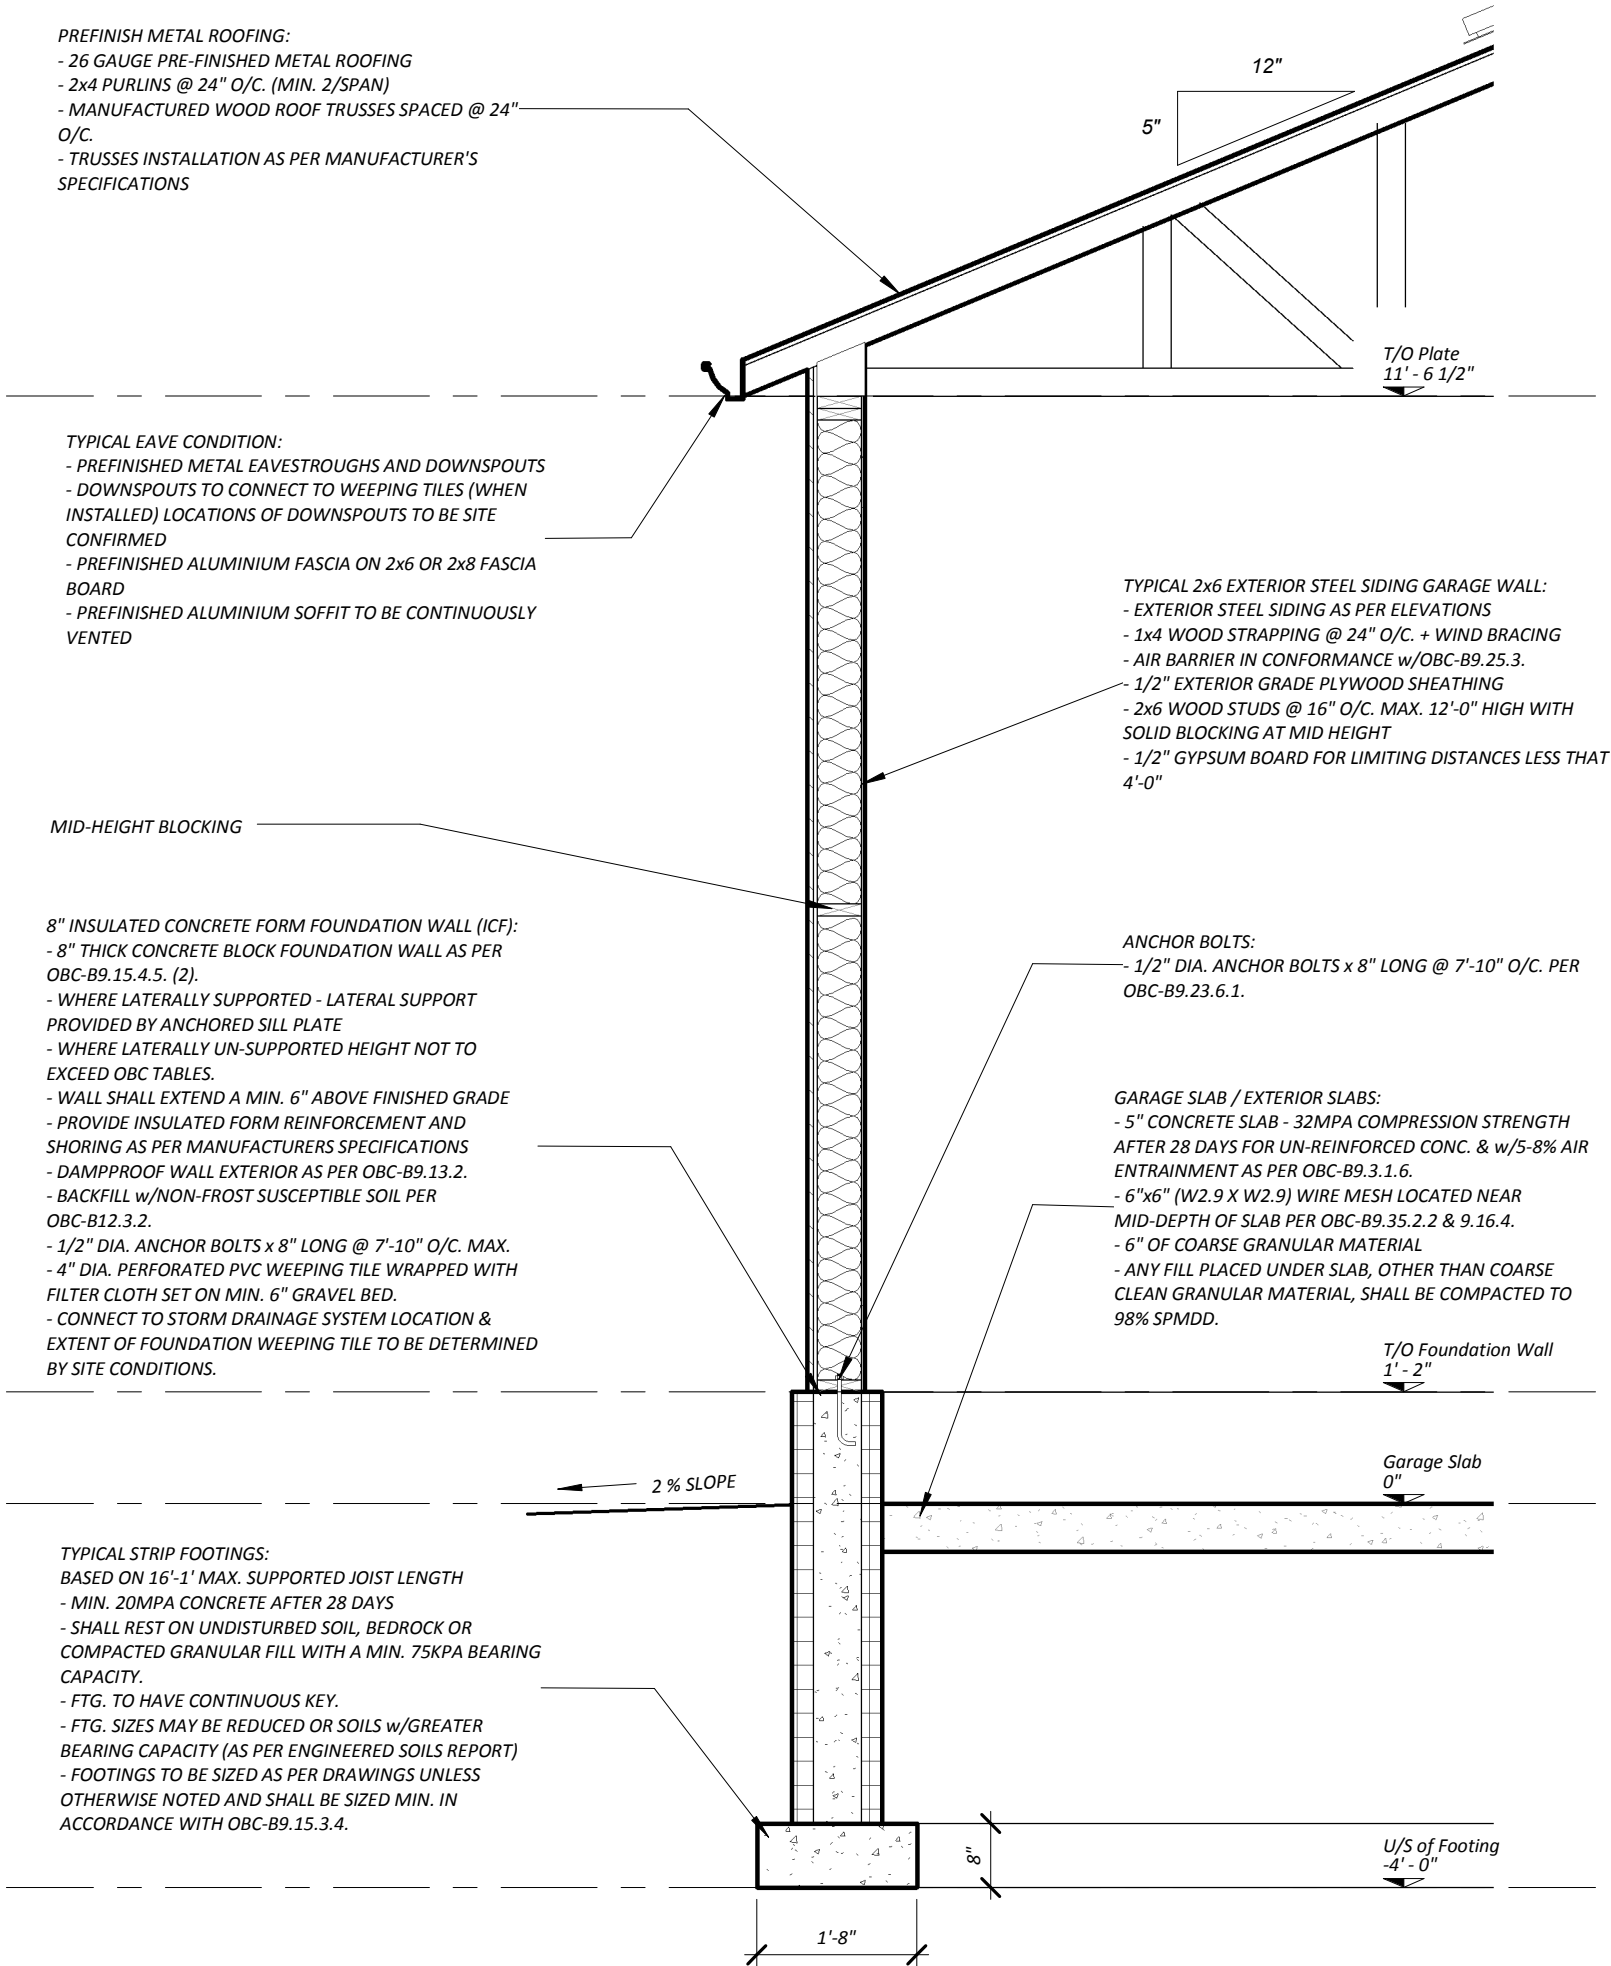 PREFINISH METAL ROOFING:
- 26 GAUGE PRE-FINISHED METAL ROOFING
- 2x4 PURLINS @ 24" O/C. (MIN. 2/SPAN)
- MANUFACTURED WOOD ROOF TRUSSES SPACED @ 24"
O/C.
- TRUSSES INSTALLATION AS PER MANUFACTURER'S
SPECIFICATIONS
12"
5"
T/O Plate
11' - 6 1/2"
TYPICAL EAVE CONDITION:
- PREFINISHED METAL EAVESTROUGHS AND DOWNSPOUTS
- DOWNSPOUTS TO CONNECT TO WEEPING TILES (WHEN
INSTALLED) LOCATIONS OF DOWNSPOUTS TO BE SITE
CONFIRMED
- PREFINISHED ALUMINIUM FASCIA ON 2x6 OR 2x8 FASCIA
BOARD
- PREFINISHED ALUMINIUM SOFFIT TO BE CONTINUOUSLY
VENTED
TYPICAL 2x6 EXTERIOR STEEL SIDING GARAGE WALL:
- EXTERIOR STEEL SIDING AS PER ELEVATIONS
- 1x4 WOOD STRAPPING @ 24" O/C. + WIND BRACING
- AIR BARRIER IN CONFORMANCE w/OBC-B9.25.3.
- 1/2" EXTERIOR GRADE PLYWOOD SHEATHING
- 2x6 WOOD STUDS @ 16" O/C. MAX. 12'-0" HIGH WITH
SOLID BLOCKING AT MID HEIGHT
- 1/2" GYPSUM BOARD FOR LIMITING DISTANCES LESS THAT
4'-0"
MID-HEIGHT BLOCKING
8" INSULATED CONCRETE FORM FOUNDATION WALL (ICF):
- 8" THICK CONCRETE BLOCK FOUNDATION WALL AS PER
OBC-B9.15.4.5. (2).
- WHERE LATERALLY SUPPORTED - LATERAL SUPPORT
PROVIDED BY ANCHORED SILL PLATE
- WHERE LATERALLY UN-SUPPORTED HEIGHT NOT TO
EXCEED OBC TABLES.
- WALL SHALL EXTEND A MIN. 6" ABOVE FINISHED GRADE
- PROVIDE INSULATED FORM REINFORCEMENT AND
SHORING AS PER MANUFACTURERS SPECIFICATIONS
- DAMPPROOF WALL EXTERIOR AS PER OBC-B9.13.2.
- BACKFILL w/NON-FROST SUSCEPTIBLE SOIL PER
OBC-B12.3.2.
- 1/2" DIA. ANCHOR BOLTS x 8" LONG @ 7'-10" O/C. MAX.
- 4" DIA. PERFORATED PVC WEEPING TILE WRAPPED WITH
FILTER CLOTH SET ON MIN. 6" GRAVEL BED.
- CONNECT TO STORM DRAINAGE SYSTEM LOCATION &
EXTENT OF FOUNDATION WEEPING TILE TO BE DETERMINED
BY SITE CONDITIONS.
ANCHOR BOLTS:
- 1/2" DIA. ANCHOR BOLTS x 8" LONG @ 7'-10" O/C. PER
OBC-B9.23.6.1.
GARAGE SLAB / EXTERIOR SLABS:
- 5" CONCRETE SLAB - 32MPA COMPRESSION STRENGTH
AFTER 28 DAYS FOR UN-REINFORCED CONC. & w/5-8% AIR
ENTRAINMENT AS PER OBC-B9.3.1.6.
- 6"x6" (W2.9 X W2.9) WIRE MESH LOCATED NEAR
MID-DEPTH OF SLAB PER OBC-B9.35.2.2 & 9.16.4.
- 6" OF COARSE GRANULAR MATERIAL
- ANY FILL PLACED UNDER SLAB, OTHER THAN COARSE
CLEAN GRANULAR MATERIAL, SHALL BE COMPACTED TO
98% SPMDD.
T/O Foundation Wall
1' - 2"
Garage Slab
0"
2 % SLOPE
TYPICAL STRIP FOOTINGS:
BASED ON 16'-1' MAX. SUPPORTED JOIST LENGTH
- MIN. 20MPA CONCRETE AFTER 28 DAYS
- SHALL REST ON UNDISTURBED SOIL, BEDROCK OR
COMPACTED GRANULAR FILL WITH A MIN. 75KPA BEARING
CAPACITY.
- FTG. TO HAVE CONTINUOUS KEY.
- FTG. SIZES MAY BE REDUCED OR SOILS w/GREATER
BEARING CAPACITY (AS PER ENGINEERED SOILS REPORT)
- FOOTINGS TO BE SIZED AS PER DRAWINGS UNLESS
OTHERWISE NOTED AND SHALL BE SIZED MIN. IN
ACCORDANCE WITH OBC-B9.15.3.4.
8"
U/S of Footing
-4' - 0"
1'-8"